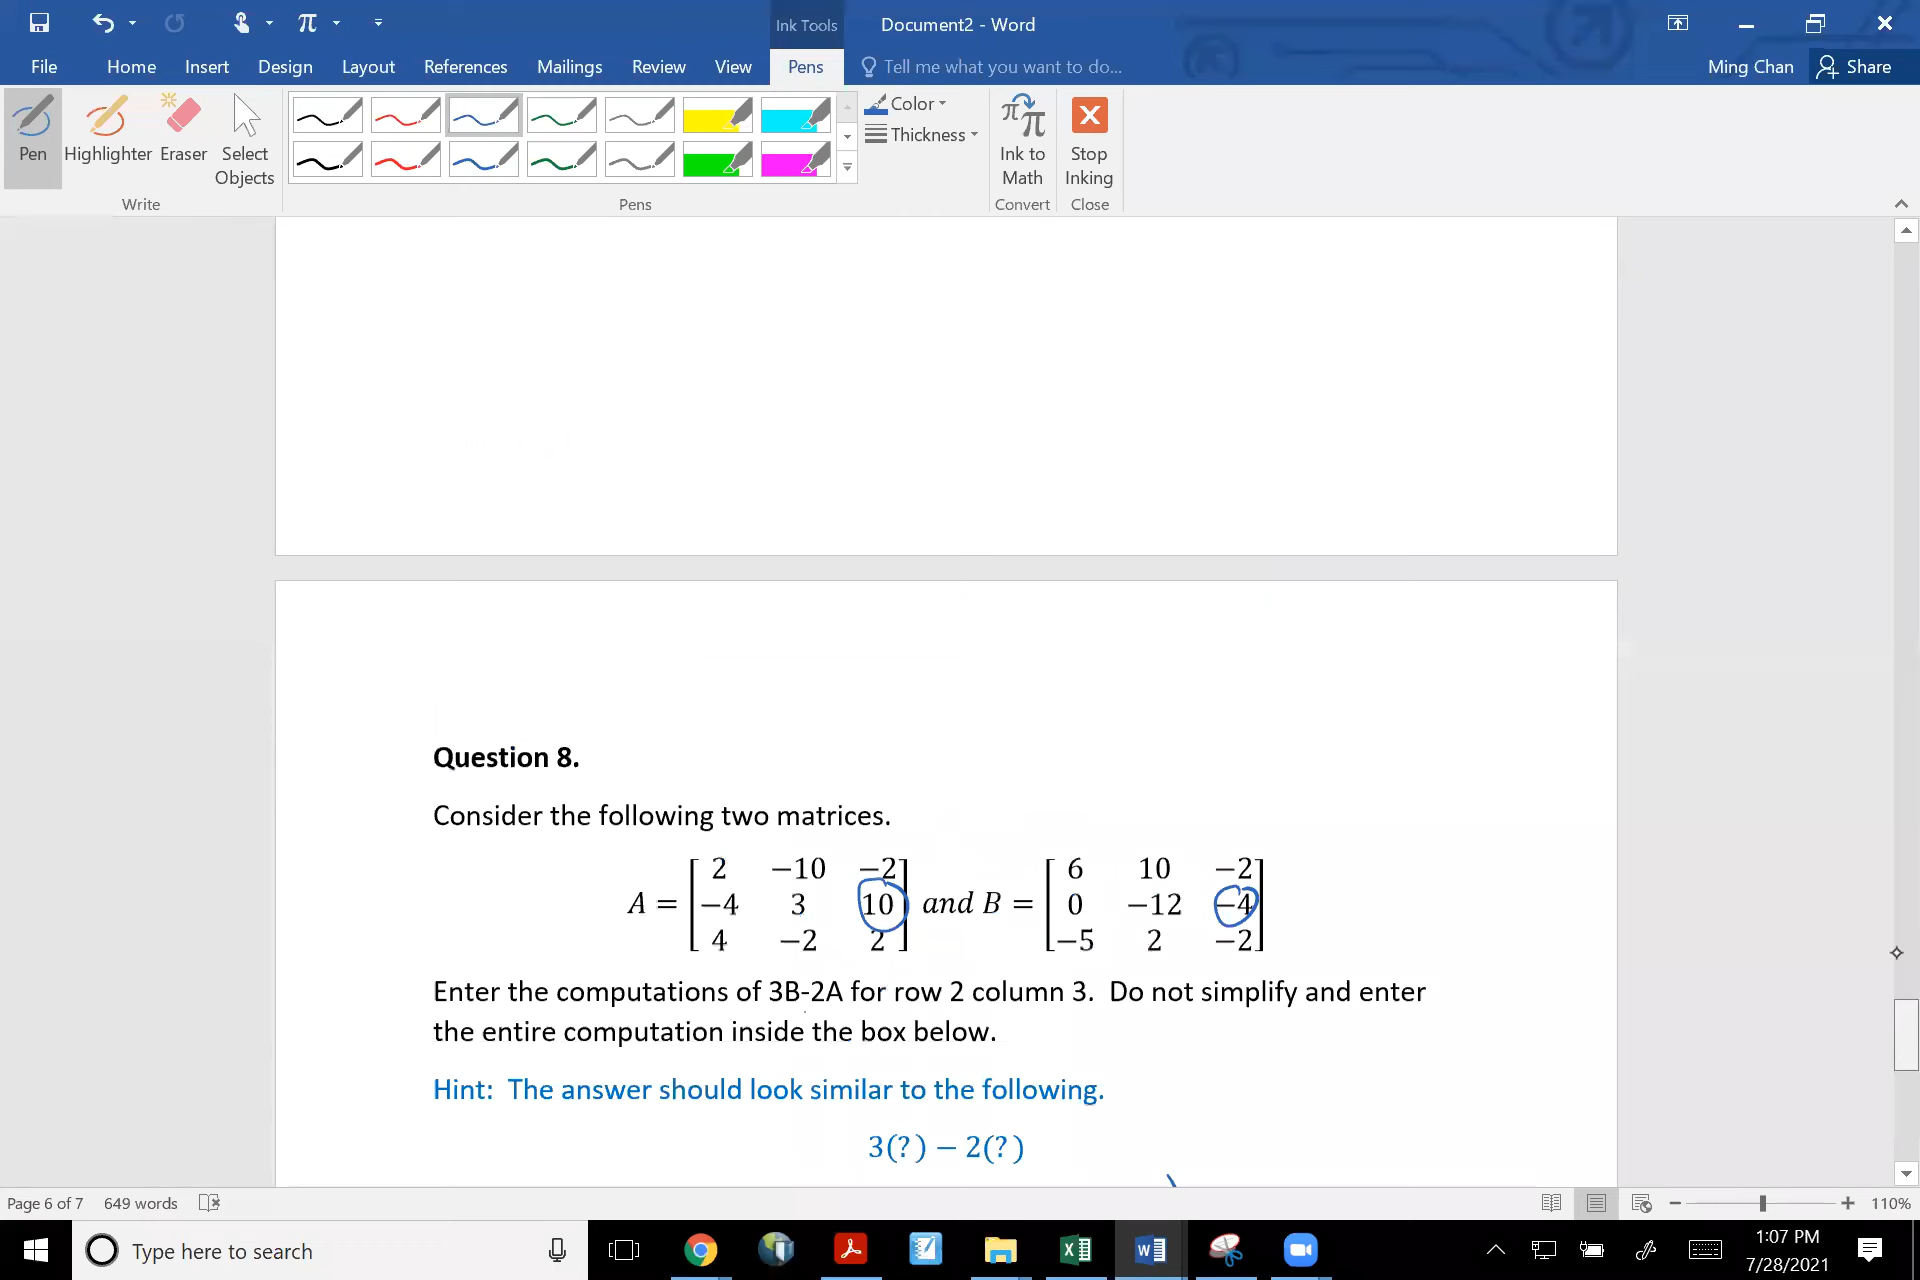 Ink Tools Document2 - Word
File Home Insert Design Layout References Mailings Review View Pens Tell me what you want to do... Ming Chan Share
Pen Highlighter Eraser Select Objects
Color
Thickness
Ink to Math
Stop Inking
Write Pens Convert Close
Question 8.
Consider the following two matrices.
A = [2 −10 −2; −4 3 10; 4 −2 2] and B = [6 10 −2; 0 −12 −4; −5 2 −2]
Enter the computations of 3B-2A for row 2 column 3. Do not simplify and enter
the entire computation inside the box below.
Hint: The answer should look similar to the following.
3(?) − 2(?)
Page 6 of 7 649 words 110%
Type here to search
1:07 PM
7/28/2021